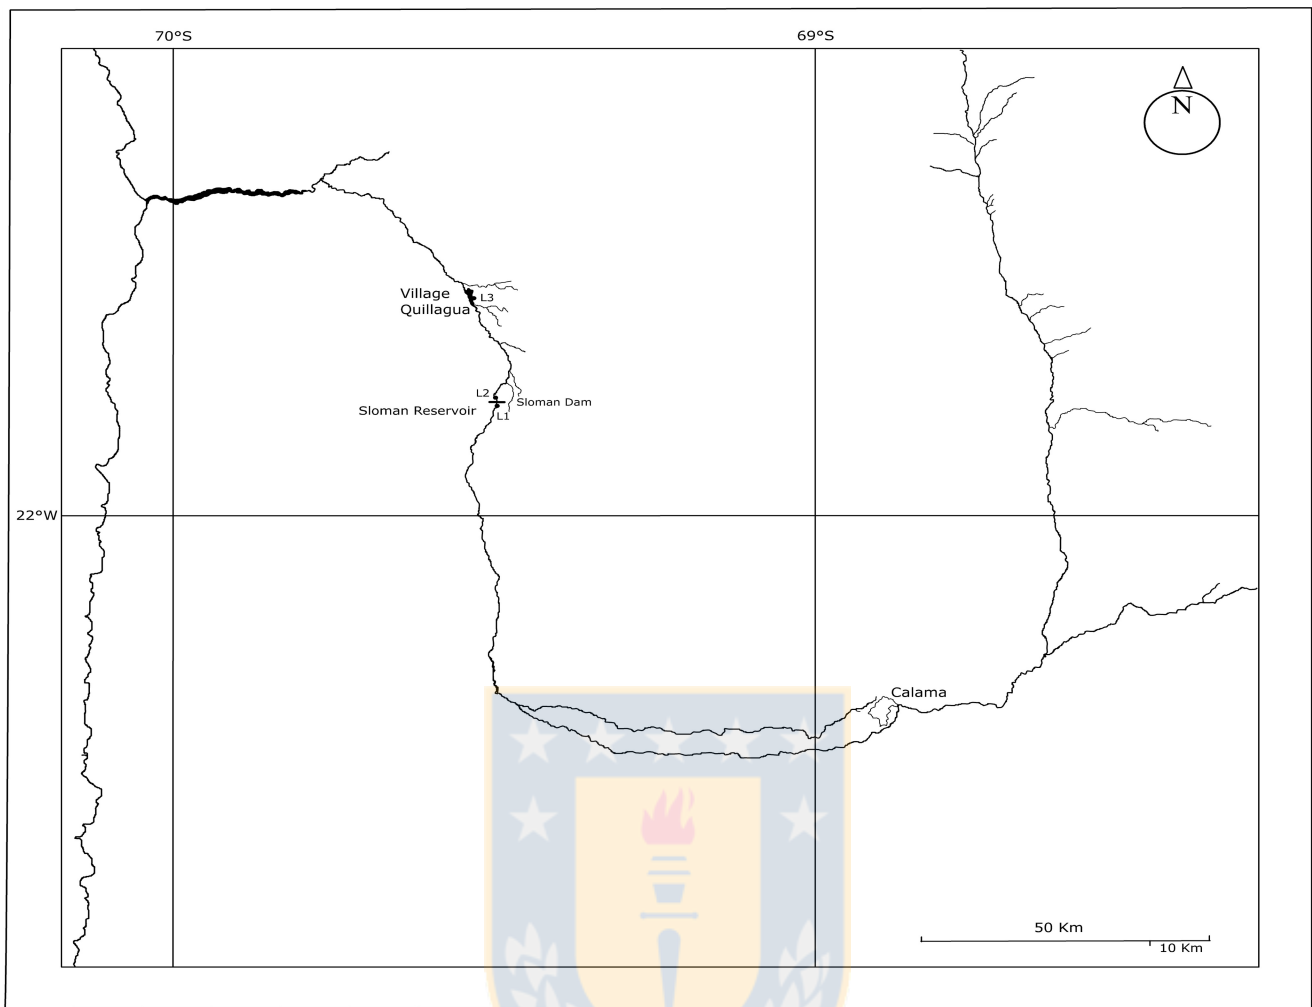 70°S
69°S
N
Village
Quillagua
L3
L2
Sloman Dam
Sloman Reservoir
L1
22°W
Calama
50 Km
10 Km